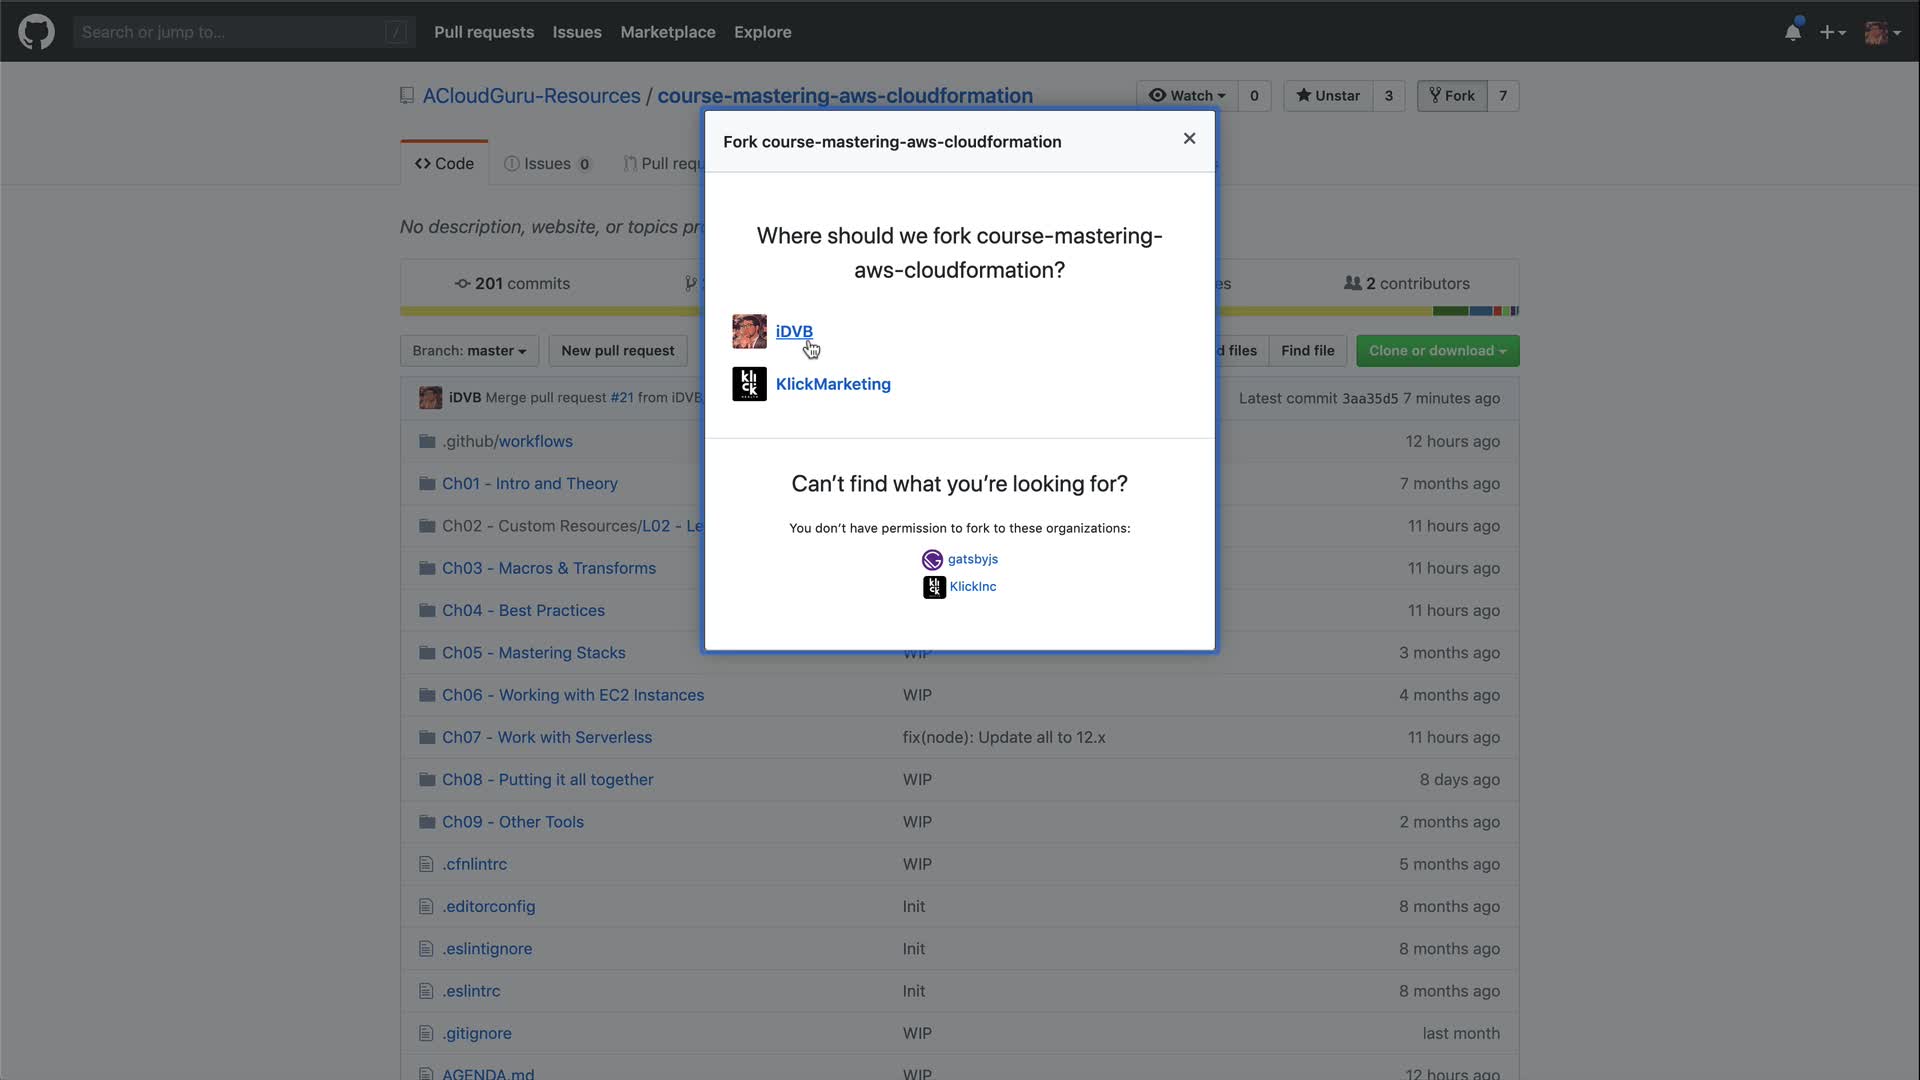 Search or jump to... /
Pull requests Issues Marketplace Explore
ACloudGuru-Resources / course-mastering-aws-cloudformation
Watch 0 Unstar 3 Fork 7
Code Issues 0 Pull requ
No description, website, or topics pr
201 commits 2 contributors
Branch: master New pull request d files Find file Clone or download
iDVB Merge pull request #21 from iDVB Latest commit 3aa35d5 7 minutes ago
.github/workflows 12 hours ago
Ch01 - Intro and Theory 7 months ago
Ch02 - Custom Resources/L02 - Le 11 hours ago
Ch03 - Macros & Transforms 11 hours ago
Ch04 - Best Practices 11 hours ago
Ch05 - Mastering Stacks WIP 3 months ago
Ch06 - Working with EC2 Instances WIP 4 months ago
Ch07 - Work with Serverless fix(node): Update all to 12.x 11 hours ago
Ch08 - Putting it all together WIP 8 days ago
Ch09 - Other Tools WIP 2 months ago
.cfnlintrc WIP 5 months ago
.editorconfig Init 8 months ago
.eslintignore Init 8 months ago
.eslintrc Init 8 months ago
.gitignore WIP last month
AGENDA.md WIP 12 hours ago
Fork course-mastering-aws-cloudformation
Where should we fork course-mastering-
aws-cloudformation?
iDVB
KlickMarketing
Can’t find what you’re looking for?
You don’t have permission to fork to these organizations:
gatsbyjs
KlickInc